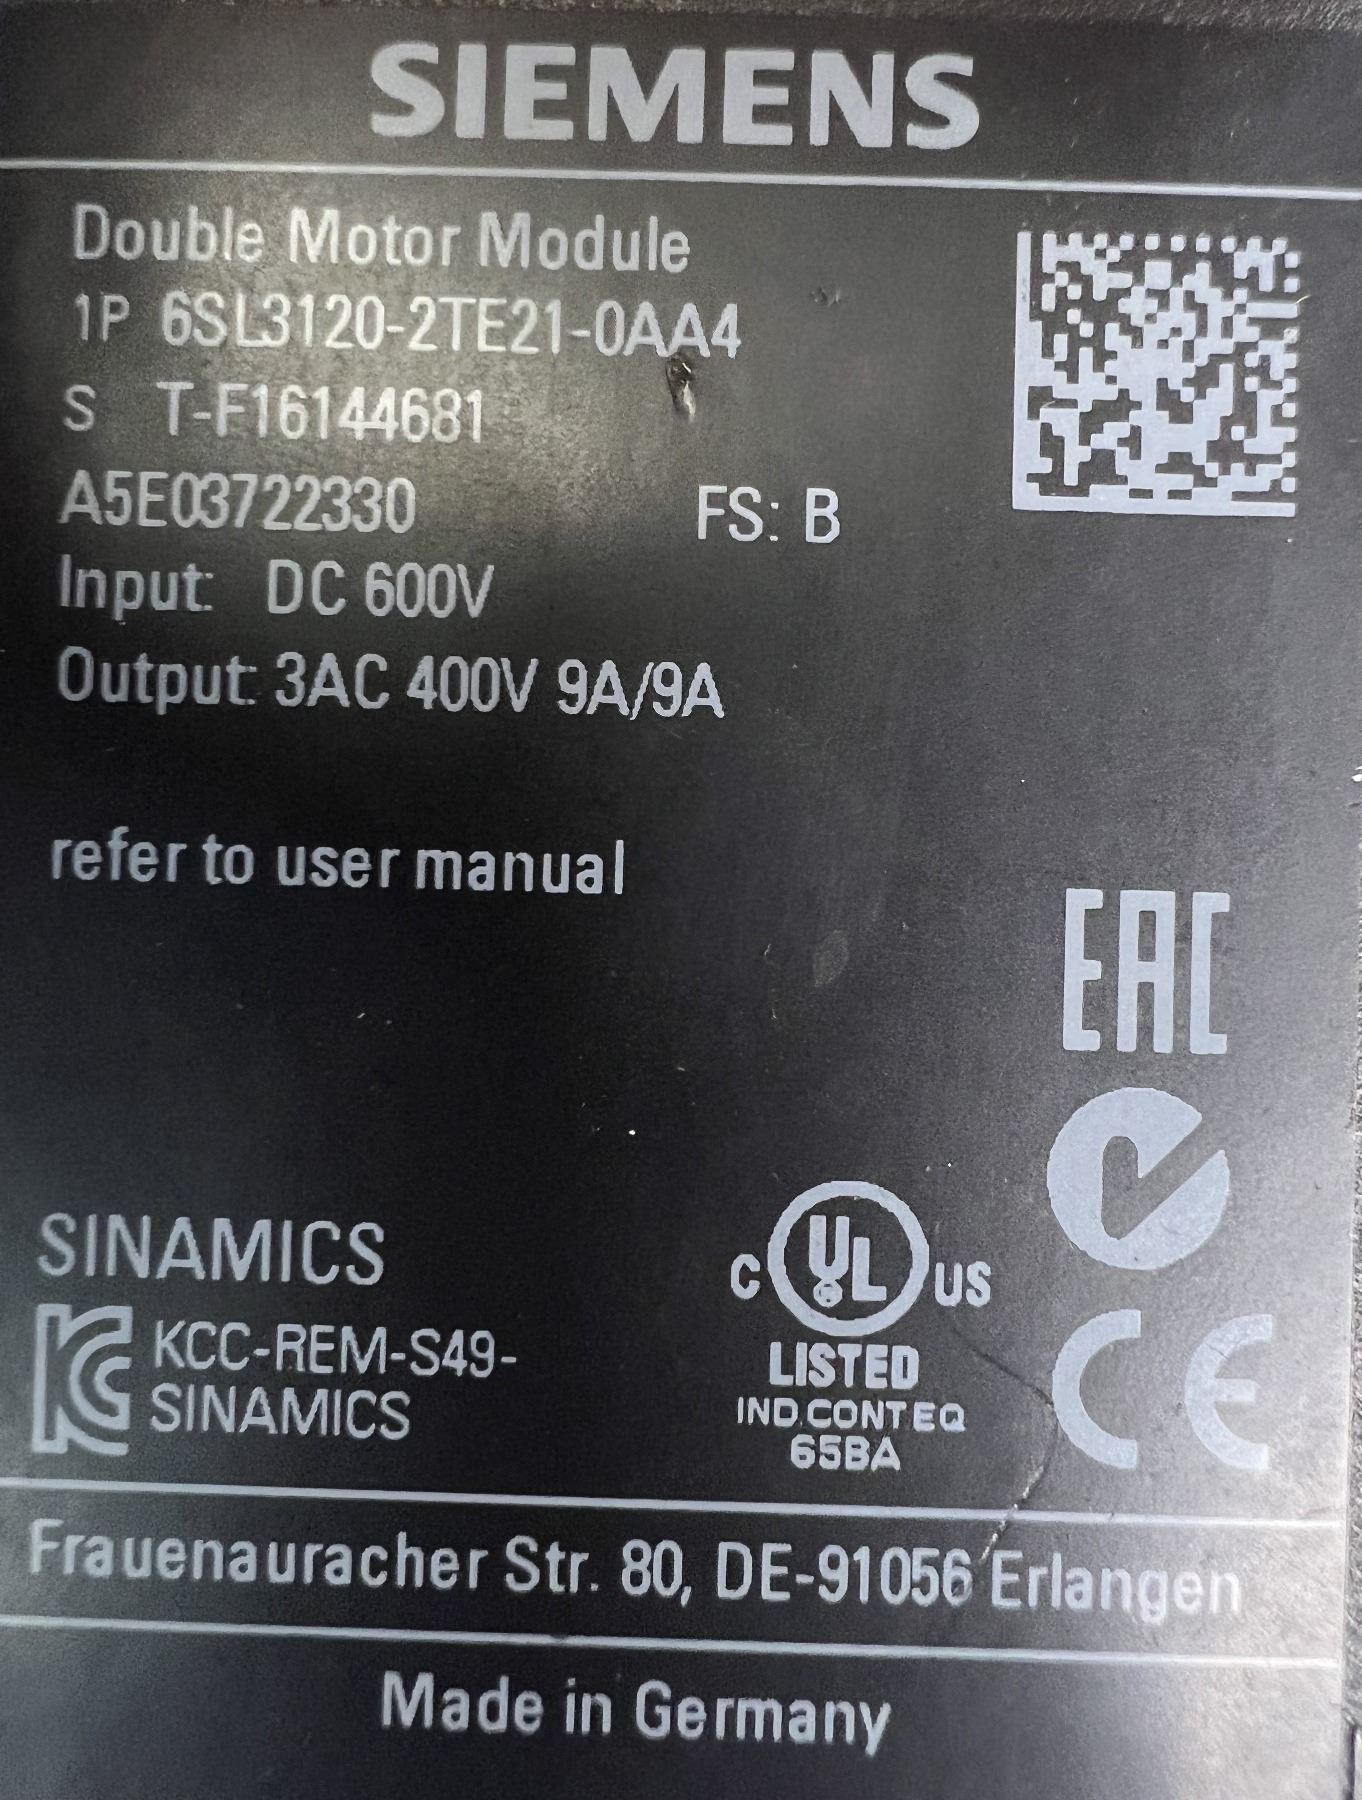 SIEMENS
Double Motor Module
1P 6SL3120-2TE21-0AA4
S T-F16144681
A5E03722330 FS: B
Input: DC 600V
Output: 3AC 400V 9A/9A
refer to user manual
EAC
SINAMICS
C UL US
LISTED
IND.CONT.EQ
65BA
CE
KCC-REM-S49-
SINAMICS
Frauenauracher Str. 80, DE-91056 Erlangen
Made in Germany